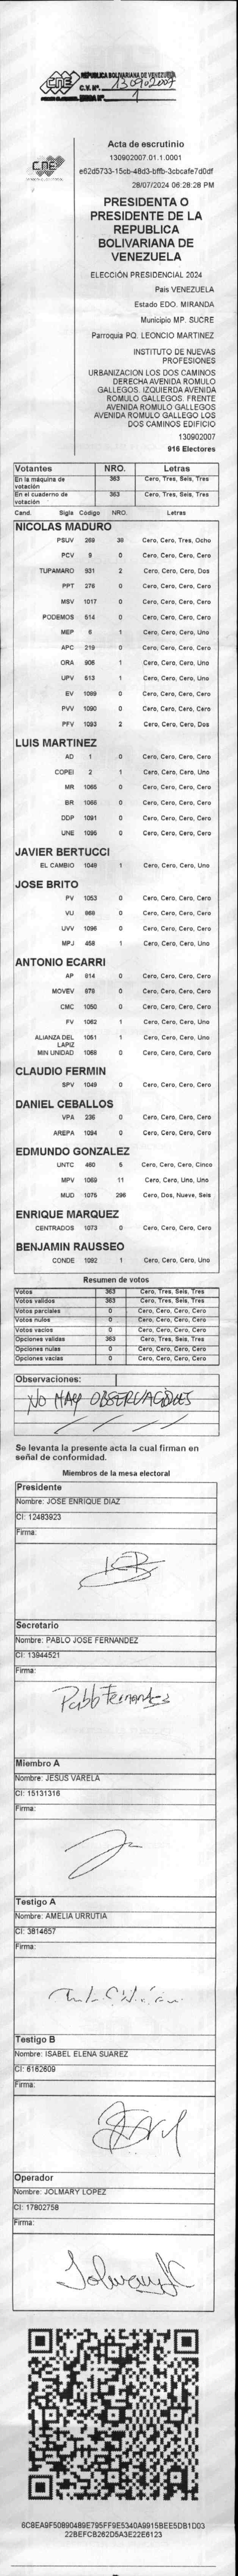 CNE
REPUBLICA BOLIVARIANA DE VENEZUELA
C.V. Nº. 130902007
MESA Nº. 1
CNE
Acta de escrutinio
130902007.01.1.0001
e62d5733-15cb-48d3-bffb-3cbcafe7d0df
28/07/2024 06:28:28 PM
PRESIDENTA O
PRESIDENTE DE LA
REPUBLICA
BOLIVARIANA DE
VENEZUELA
ELECCIÓN PRESIDENCIAL 2024
Pais VENEZUELA
Estado EDO. MIRANDA
Municipio MP. SUCRE
Parroquia PQ. LEONCIO MARTINEZ
INSTITUTO DE NUEVAS
PROFESIONES
URBANIZACION LOS DOS CAMINOS
DERECHA AVENIDA ROMULO
GALLEGOS. IZQUIERDA AVENIDA
ROMULO GALLEGOS. FRENTE
AVENIDA ROMULO GALLEGOS
AVENIDA ROMULO GALLEGO LOS
DOS CAMINOS EDIFICIO
130902007
916 Electores
Votantes NRO. Letras
En la máquina de votación 363 Cero, Tres, Seis, Tres
En el cuaderno de votación 363 Cero, Tres, Seis, Tres
Cand. Sigla Código NRO. Letras
NICOLAS MADURO
PSUV 269 38 Cero, Cero, Tres, Ocho
PCV 9 0 Cero, Cero, Cero, Cero
TUPAMARO 931 2 Cero, Cero, Cero, Dos
PPT 276 0 Cero, Cero, Cero, Cero
MSV 1017 0 Cero, Cero, Cero, Cero
PODEMOS 514 0 Cero, Cero, Cero, Cero
MEP 6 1 Cero, Cero, Cero, Uno
APC 219 0 Cero, Cero, Cero, Cero
ORA 906 1 Cero, Cero, Cero, Uno
UPV 613 1 Cero, Cero, Cero, Uno
EV 1089 0 Cero, Cero, Cero, Cero
PVV 1090 0 Cero, Cero, Cero, Cero
PFV 1093 2 Cero, Cero, Cero, Dos
LUIS MARTINEZ
AD 1 0 Cero, Cero, Cero, Cero
COPEI 2 1 Cero, Cero, Cero, Uno
MR 1065 0 Cero, Cero, Cero, Cero
BR 1066 0 Cero, Cero, Cero, Cero
DDP 1091 0 Cero, Cero, Cero, Cero
UNE 1095 0 Cero, Cero, Cero, Cero
JAVIER BERTUCCI
EL CAMBIO 1048 1 Cero, Cero, Cero, Uno
JOSE BRITO
PV 1053 0 Cero, Cero, Cero, Cero
VU 868 0 Cero, Cero, Cero, Cero
UVV 1096 0 Cero, Cero, Cero, Cero
MPJ 458 1 Cero, Cero, Cero, Uno
ANTONIO ECARRI
AP 814 0 Cero, Cero, Cero, Cero
MOVEV 878 0 Cero, Cero, Cero, Cero
CMC 1050 0 Cero, Cero, Cero, Cero
FV 1062 1 Cero, Cero, Cero, Uno
ALIANZA DEL LAPIZ 1051 1 Cero, Cero, Cero, Uno
MIN UNIDAD 1068 0 Cero, Cero, Cero, Cero
CLAUDIO FERMIN
SPV 1049 0 Cero, Cero, Cero, Cero
DANIEL CEBALLOS
VPA 236 0 Cero, Cero, Cero, Cero
AREPA 1094 0 Cero, Cero, Cero, Cero
EDMUNDO GONZALEZ
UNTC 460 5 Cero, Cero, Cero, Cinco
MPV 1069 11 Cero, Cero, Uno, Uno
MUD 1075 296 Cero, Dos, Nueve, Seis
ENRIQUE MARQUEZ
CENTRADOS 1073 0 Cero, Cero, Cero, Cero
BENJAMIN RAUSSEO
CONDE 1092 1 Cero, Cero, Cero, Uno
Resumen de votos
Votos 363 Cero, Tres, Seis, Tres
Votos validos 363 Cero, Tres, Seis, Tres
Votos parciales 0 Cero, Cero, Cero, Cero
Votos nulos 0 Cero, Cero, Cero, Cero
Votos vacios 0 Cero, Cero, Cero, Cero
Opciones validas 363 Cero, Tres, Seis, Tres
Opciones nulas 0 Cero, Cero, Cero, Cero
Opciones vacias 0 Cero, Cero, Cero, Cero
Observaciones:
NO HAY OBSERVACIONES
Se levanta la presente acta la cual firman en
señal de conformidad.
Miembros de la mesa electoral
Presidente
Nombre: JOSE ENRIQUE DIAZ
CI: 12483923
Firma:
Secretario
Nombre: PABLO JOSE FERNANDEZ
CI: 13944521
Firma:
Pablo Fernandez
Miembro A
Nombre: JESUS VARELA
CI: 15131316
Firma:
Testigo A
Nombre: AMELIA URRUTIA
CI: 3814657
Firma:
Testigo B
Nombre: ISABEL ELENA SUAREZ
CI: 6162609
Firma:
Operador
Nombre: JOLMARY LOPEZ
CI: 17802758
Firma:
8C8EA9F50890489E795FF9E5340A9915BEE5DB1D03
22BEFCB262D5A3E22E6123